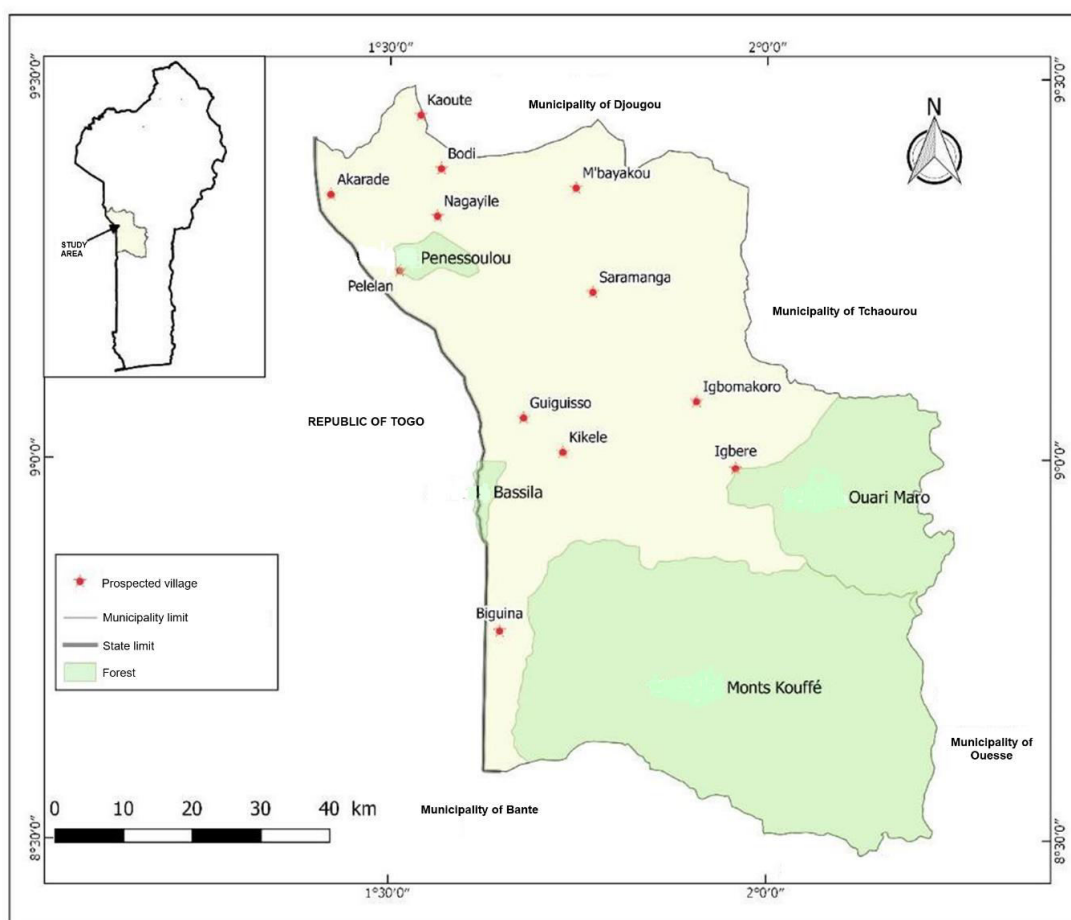 1°30'0"
2°0'0"
9°30'0"
9°30'0"
Kaoute
Municipality of Djougou
N
Bodi
Akarade
M'bayakou
Nagayile
STUDY
AREA
Penessoulou
Pelelan
Saramanga
Municipality of Tchaourou
Igbomakoro
Guiguisso
REPUBLIC OF TOGO
Kikele
Igbere
9°0'0"
9°0'0"
Bassila
Ouari Maro
Prospected village
Municipality limit
State limit
Forest
Biguina
Monts Kouffé
Municipality of
Ouesse
0 10 20 30 40 km
Municipality of Bante
8°30'0"
8°30'0"
1°30'0"
2°0'0"